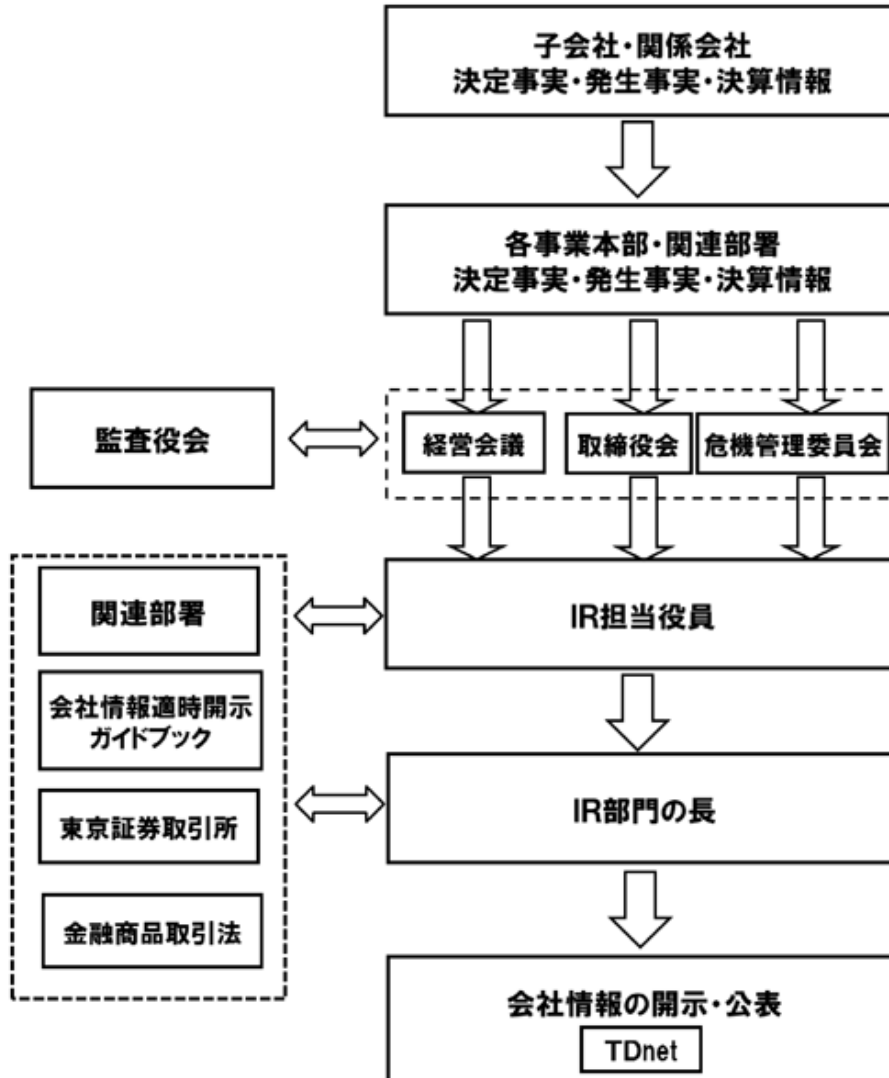 子会社・関係会社
決定事実・発生事実・決算情報
各事業本部・関連部署
決定事実・発生事実・決算情報
監査役会
経営会議
取締役会
危機管理委員会
関連部署
IR担当役員
会社情報適時開示
ガイドブック
東京証券取引所
IR部門の長
金融商品取引法
会社情報の開示・公表
TDnet